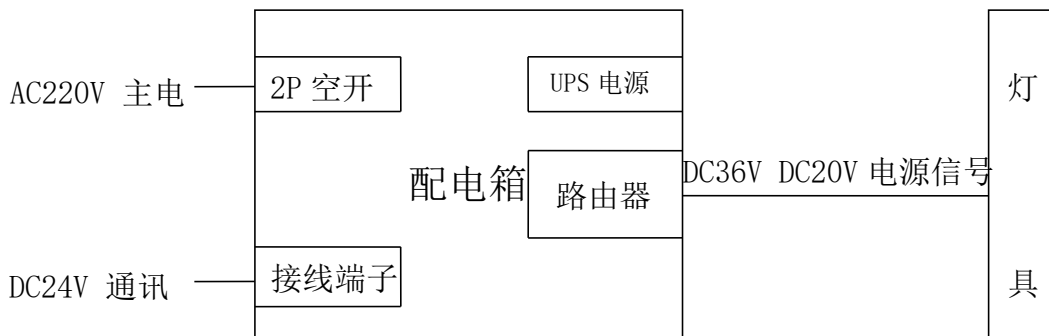 AC220V 主电
2P 空开
UPS 电源
灯
配电箱
路由器
DC36V DC20V 电源信号
DC24V 通讯
接线端子
具